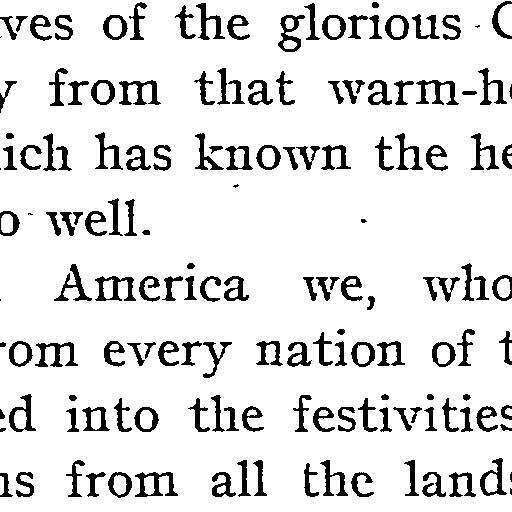 ves of the glorious
y from that warm-h
ich has known the he
o well.
America we, who
rom every nation of t
ed into the festivities
ns from all the lands